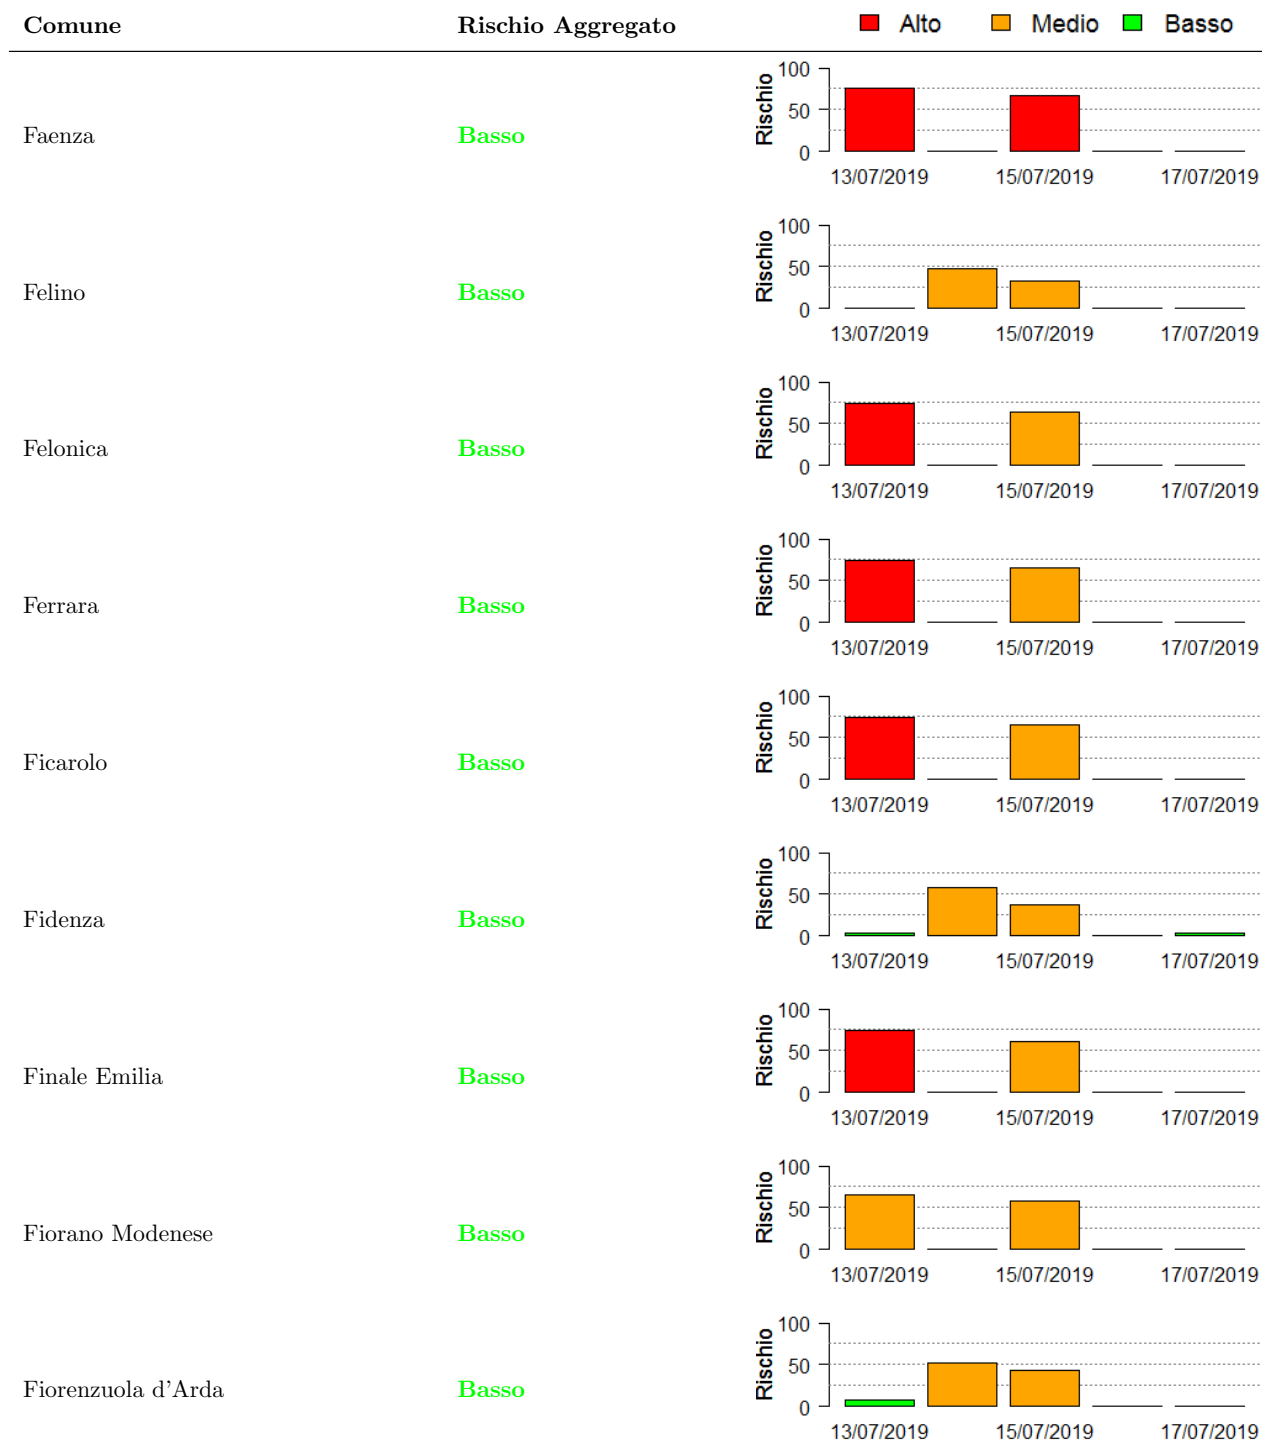 Comune Rischio Aggregato Alto Medio Basso
Faenza Basso Rischio 100 50 0
13/07/2019 15/07/2019 17/07/2019
Felino Basso Rischio 100 50 0
13/07/2019 15/07/2019 17/07/2019
Felonica Basso Rischio 100 50 0
13/07/2019 15/07/2019 17/07/2019
Ferrara Basso Rischio 100 50 0
13/07/2019 15/07/2019 17/07/2019
Ficarolo Basso Rischio 100 50 0
13/07/2019 15/07/2019 17/07/2019
Fidenza Basso Rischio 100 50 0
13/07/2019 15/07/2019 17/07/2019
Finale Emilia Basso Rischio 100 50 0
13/07/2019 15/07/2019 17/07/2019
Fiorano Modenese Basso Rischio 100 50 0
13/07/2019 15/07/2019 17/07/2019
Fiorenzuola d'Arda Basso Rischio 100 50 0
13/07/2019 15/07/2019 17/07/2019